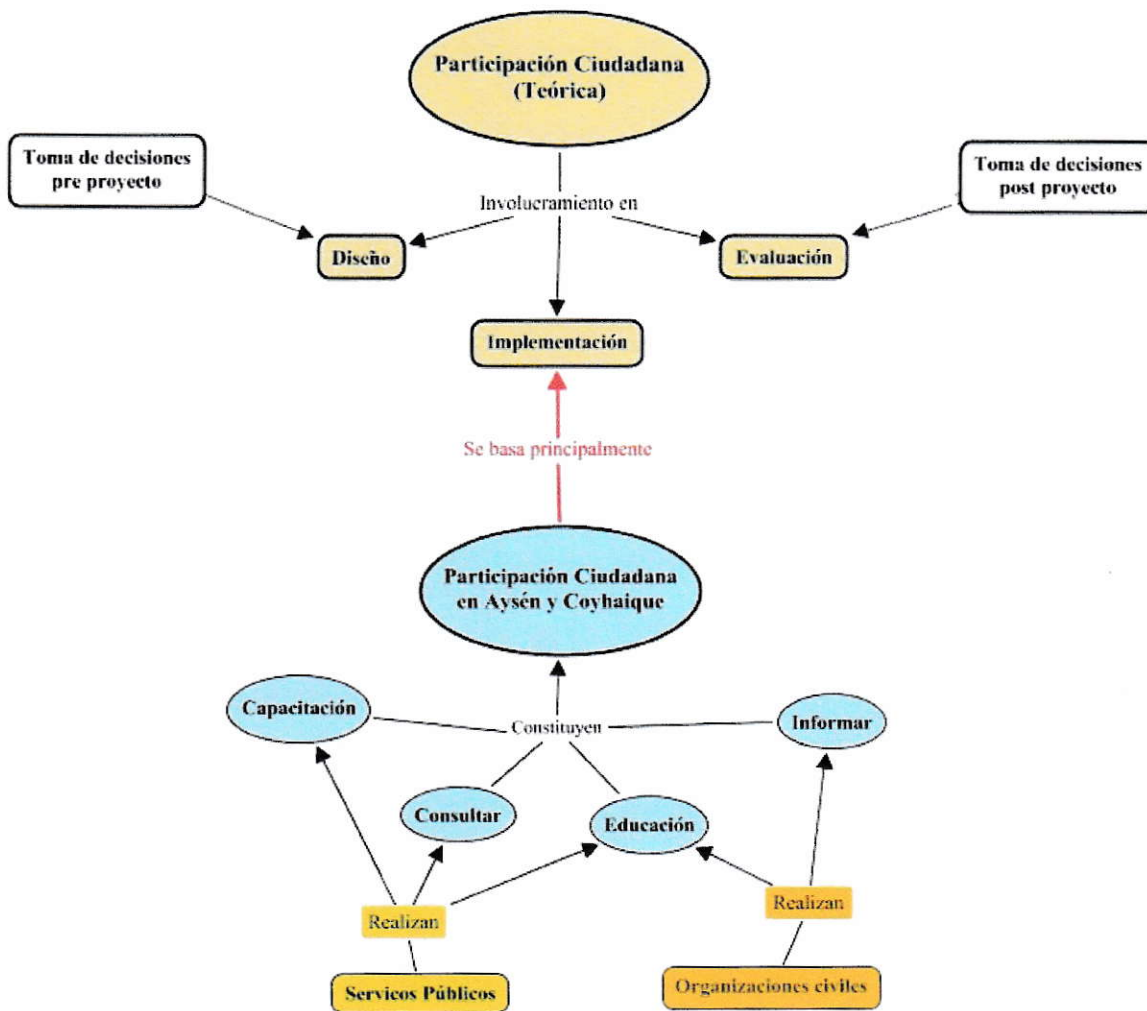 Participación Ciudadana
(Teórica)
Toma de decisiones
pre proyecto
Toma de decisiones
post proyecto
Involucramiento en
Diseño
Evaluación
Implementación
Se basa principalmente
Participación Ciudadana
en Aysén y Coyhaique
Capacitación
Constituyen
Informar
Consultar
Educación
Realizan
Realizan
Servicos Públicos
Organizaciones civiles